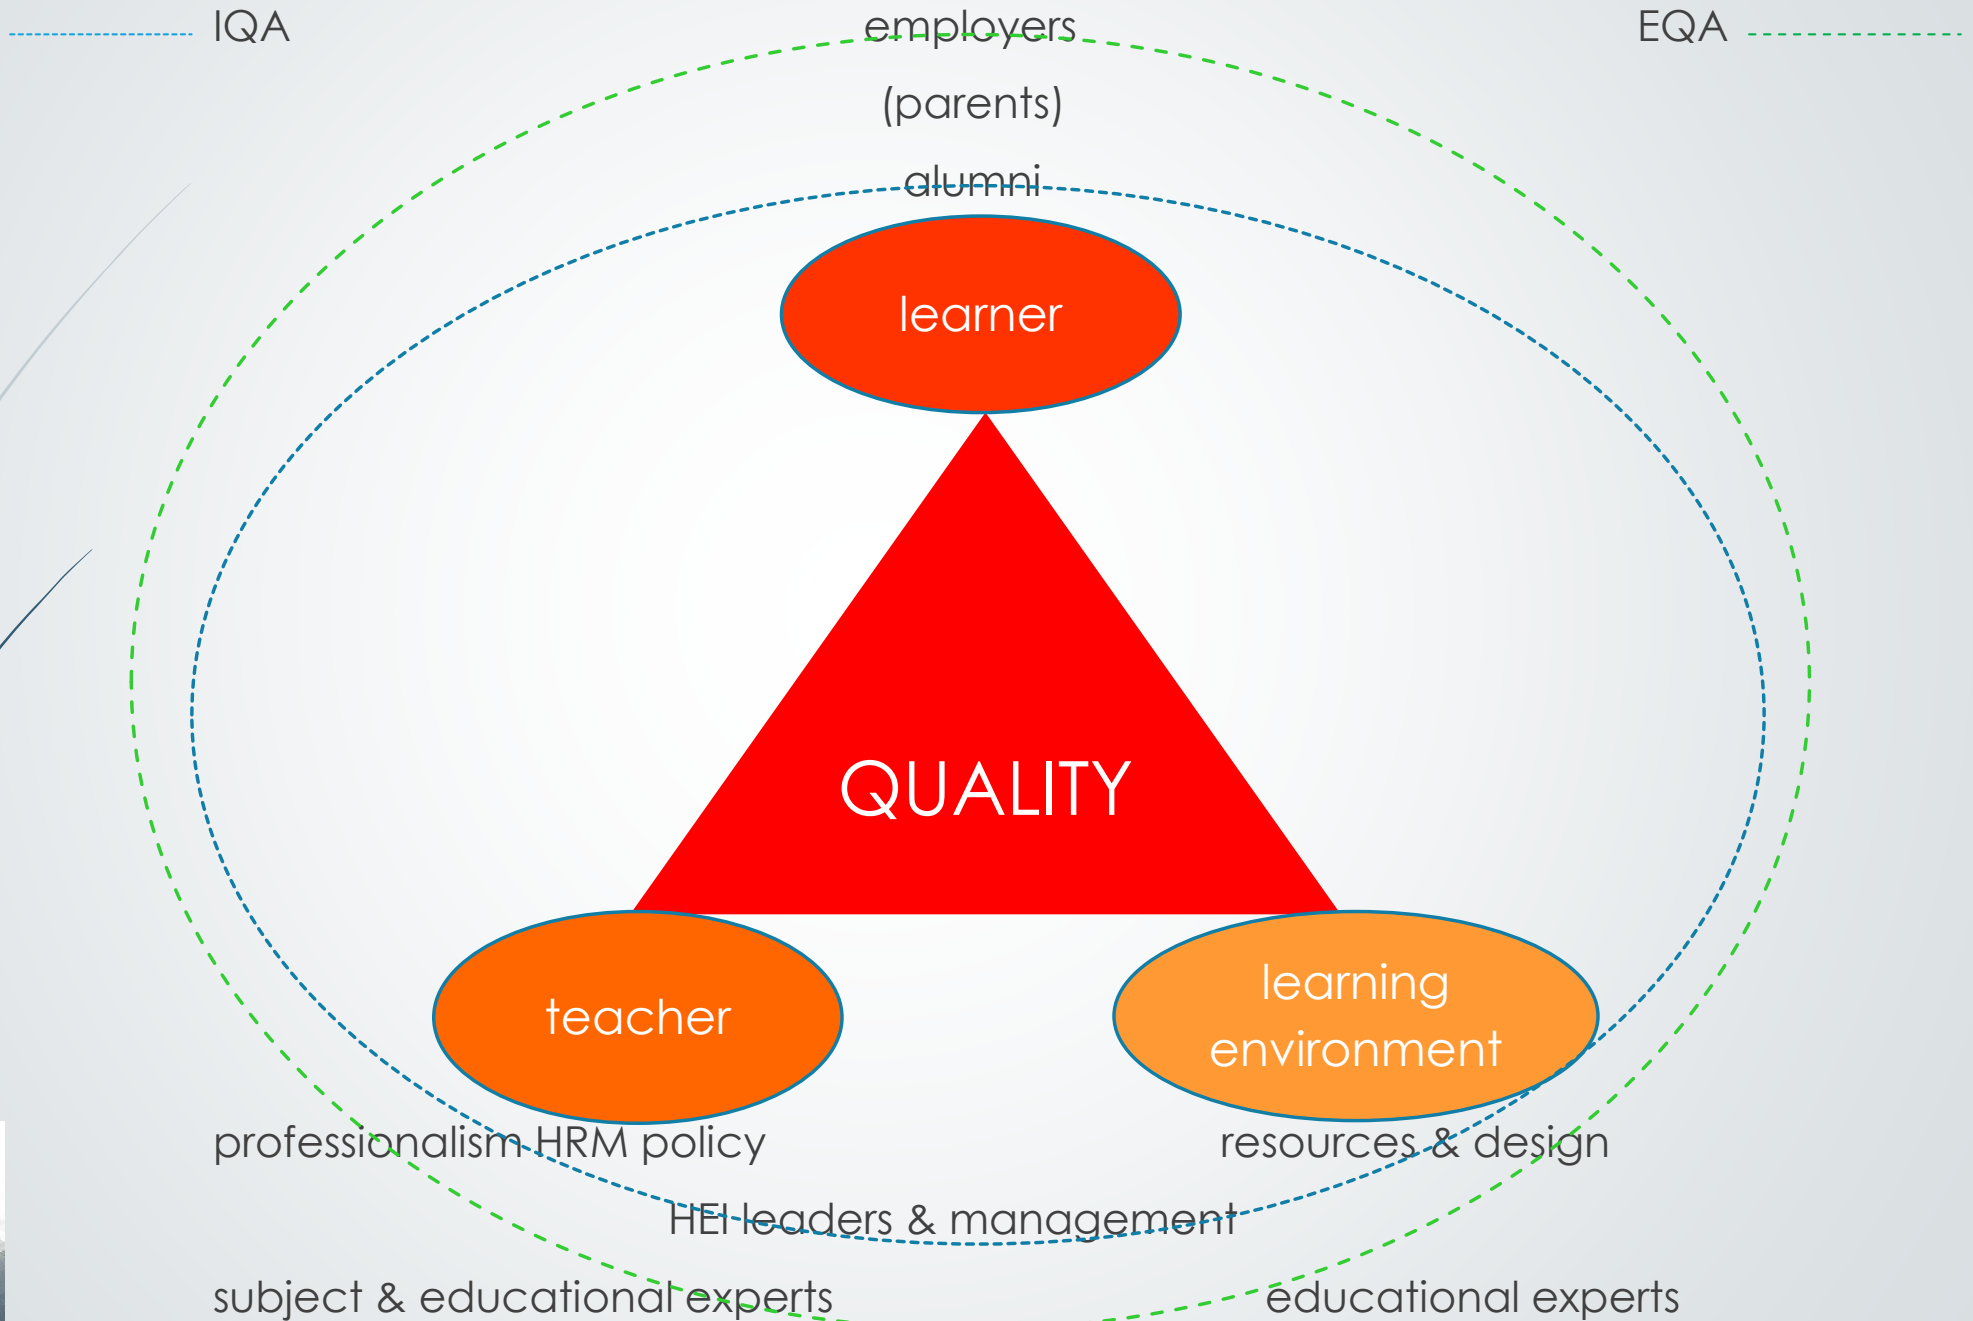 IQA
employers
EQA
(parents)
alumni
learner
QUALITY
teacher
learning
environment
professionalism HRM policy
resources & design
HEI leaders & management
subject & educational experts
educational experts